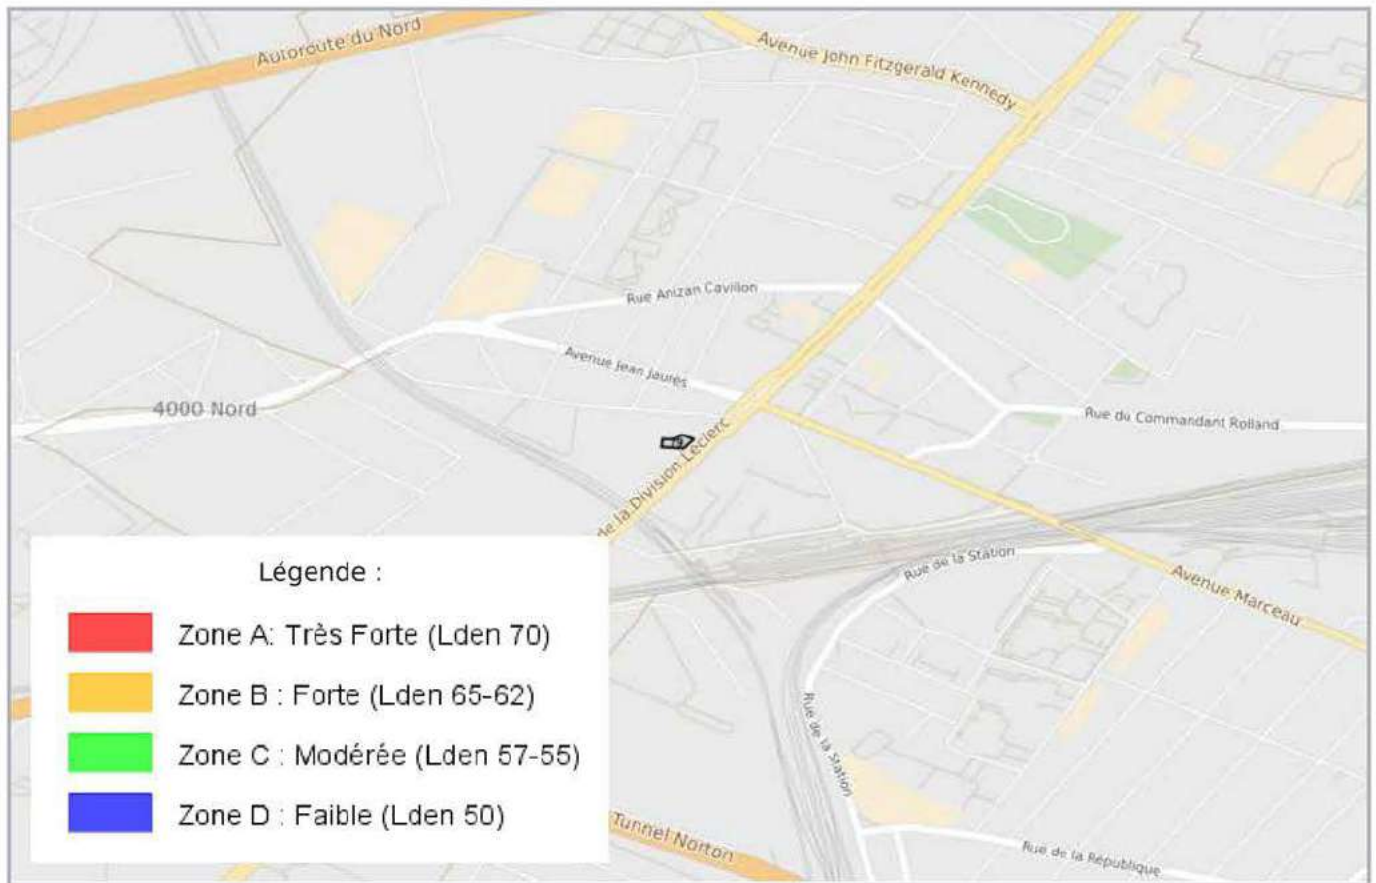 Autoroute du Nord
Avenue John Fitzgerald Kennedy
Rue Anizan Cavillon
Avenue Jean Jaurès
4000 Nord
Rue du Commandant Rolland
de la Division Leclerc
Rue de la Station
Avenue Marceau
Légende :
Zone A: Très Forte (Lden 70)
Zone B : Forte (Lden 65-62)
Zone C : Modérée (Lden 57-55)
Zone D : Faible (Lden 50)
Rue de la Station
Tunnel Norton
Rue de la République